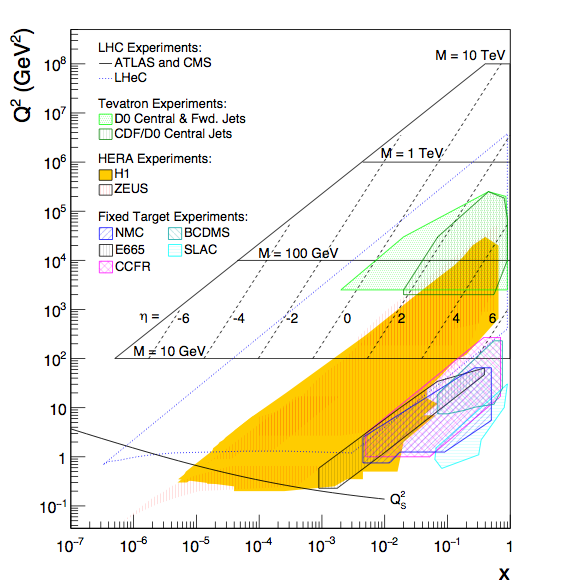 Q² (GeV²)
10⁸
10⁷
10⁶
10⁵
10⁴
10³
10²
10
1
10⁻¹
LHC Experiments:
ATLAS and CMS
LHeC
Tevatron Experiments:
D0 Central & Fwd. Jets
CDF/D0 Central Jets
HERA Experiments:
H1
ZEUS
Fixed Target Experiments:
NMC BCDMS
E665 SLAC
CCFR
M = 10 TeV
M = 1 TeV
M = 100 GeV
η = -6 -4 -2 0 2 4 6
M = 10 GeV
Q²S
10⁻⁷ 10⁻⁶ 10⁻⁵ 10⁻⁴ 10⁻³ 10⁻² 10⁻¹ 1
x